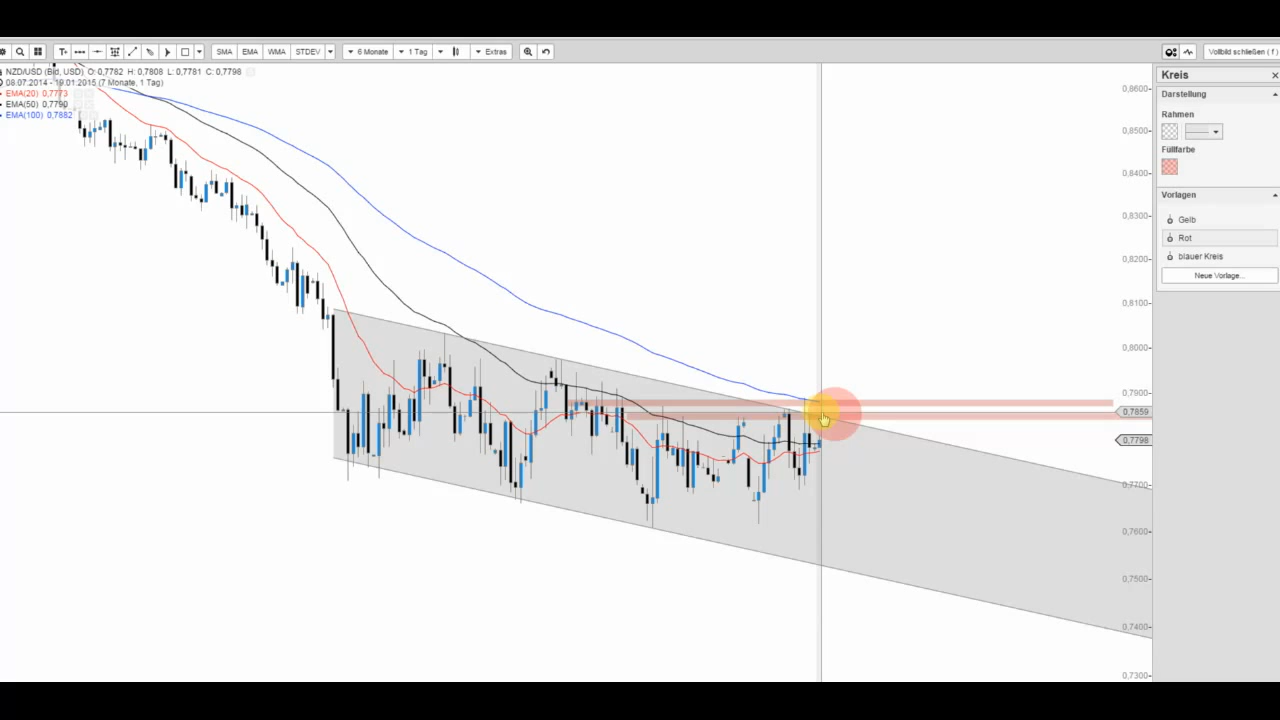 SMA EMA WMA STDEV 6 Monate 1 Tag Extras Vollbild schließen ( f )
NZD/USD (Bid, USD) O: 0,7782 H: 0,7808 L: 0,7781 C: 0,7798
08.07.2014 - 19.01.2015 (7 Monate, 1 Tag)
EMA(20) 0,7773
EMA(50) 0,7790
EMA(100) 0,7882
0,8600
0,8500
0,8400
0,8300
0,8200
0,8100
0,8000
0,7900
0,7859
0,7798
0,7700
0,7600
0,7500
0,7400
0,7300
Kreis
Darstellung
Rahmen
Füllfarbe
Vorlagen
Gelb
Rot
blauer Kreis
Neue Vorlage...